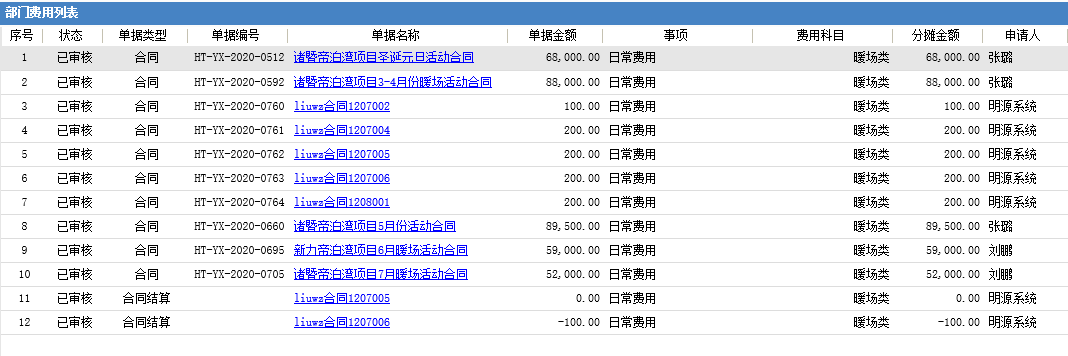 部门费用列表
序号 状态 单据类型 单据编号 单据名称 单据金额 事项 费用科目 分摊金额 申请人
1 已审核 合同 HT-YX-2020-0512 诸暨帝泊湾项目圣诞元旦活动合同 68,000.00 日常费用 暖场类 68,000.00 张璐
2 已审核 合同 HT-YX-2020-0592 诸暨帝泊湾项目3-4月份暖场活动合同 88,000.00 日常费用 暖场类 88,000.00 张璐
3 已审核 合同 HT-YX-2020-0760 liuwz合同1207002 100.00 日常费用 暖场类 100.00 明源系统
4 已审核 合同 HT-YX-2020-0761 liuwz合同1207004 200.00 日常费用 暖场类 200.00 明源系统
5 已审核 合同 HT-YX-2020-0762 liuwz合同1207005 200.00 日常费用 暖场类 200.00 明源系统
6 已审核 合同 HT-YX-2020-0763 liuwz合同1207006 200.00 日常费用 暖场类 200.00 明源系统
7 已审核 合同 HT-YX-2020-0764 liuwz合同1208001 200.00 日常费用 暖场类 200.00 明源系统
8 已审核 合同 HT-YX-2020-0660 诸暨帝泊湾项目5月份活动合同 89,500.00 日常费用 暖场类 89,500.00 张璐
9 已审核 合同 HT-YX-2020-0695 新力帝泊湾项目6月暖场活动合同 59,000.00 日常费用 暖场类 59,000.00 刘鹏
10 已审核 合同 HT-YX-2020-0705 诸暨帝泊湾项目7月暖场活动合同 52,000.00 日常费用 暖场类 52,000.00 刘鹏
11 已审核 合同结算 liuwz合同1207005 0.00 日常费用 暖场类 0.00 明源系统
12 已审核 合同结算 liuwz合同1207006 -100.00 日常费用 暖场类 -100.00 明源系统